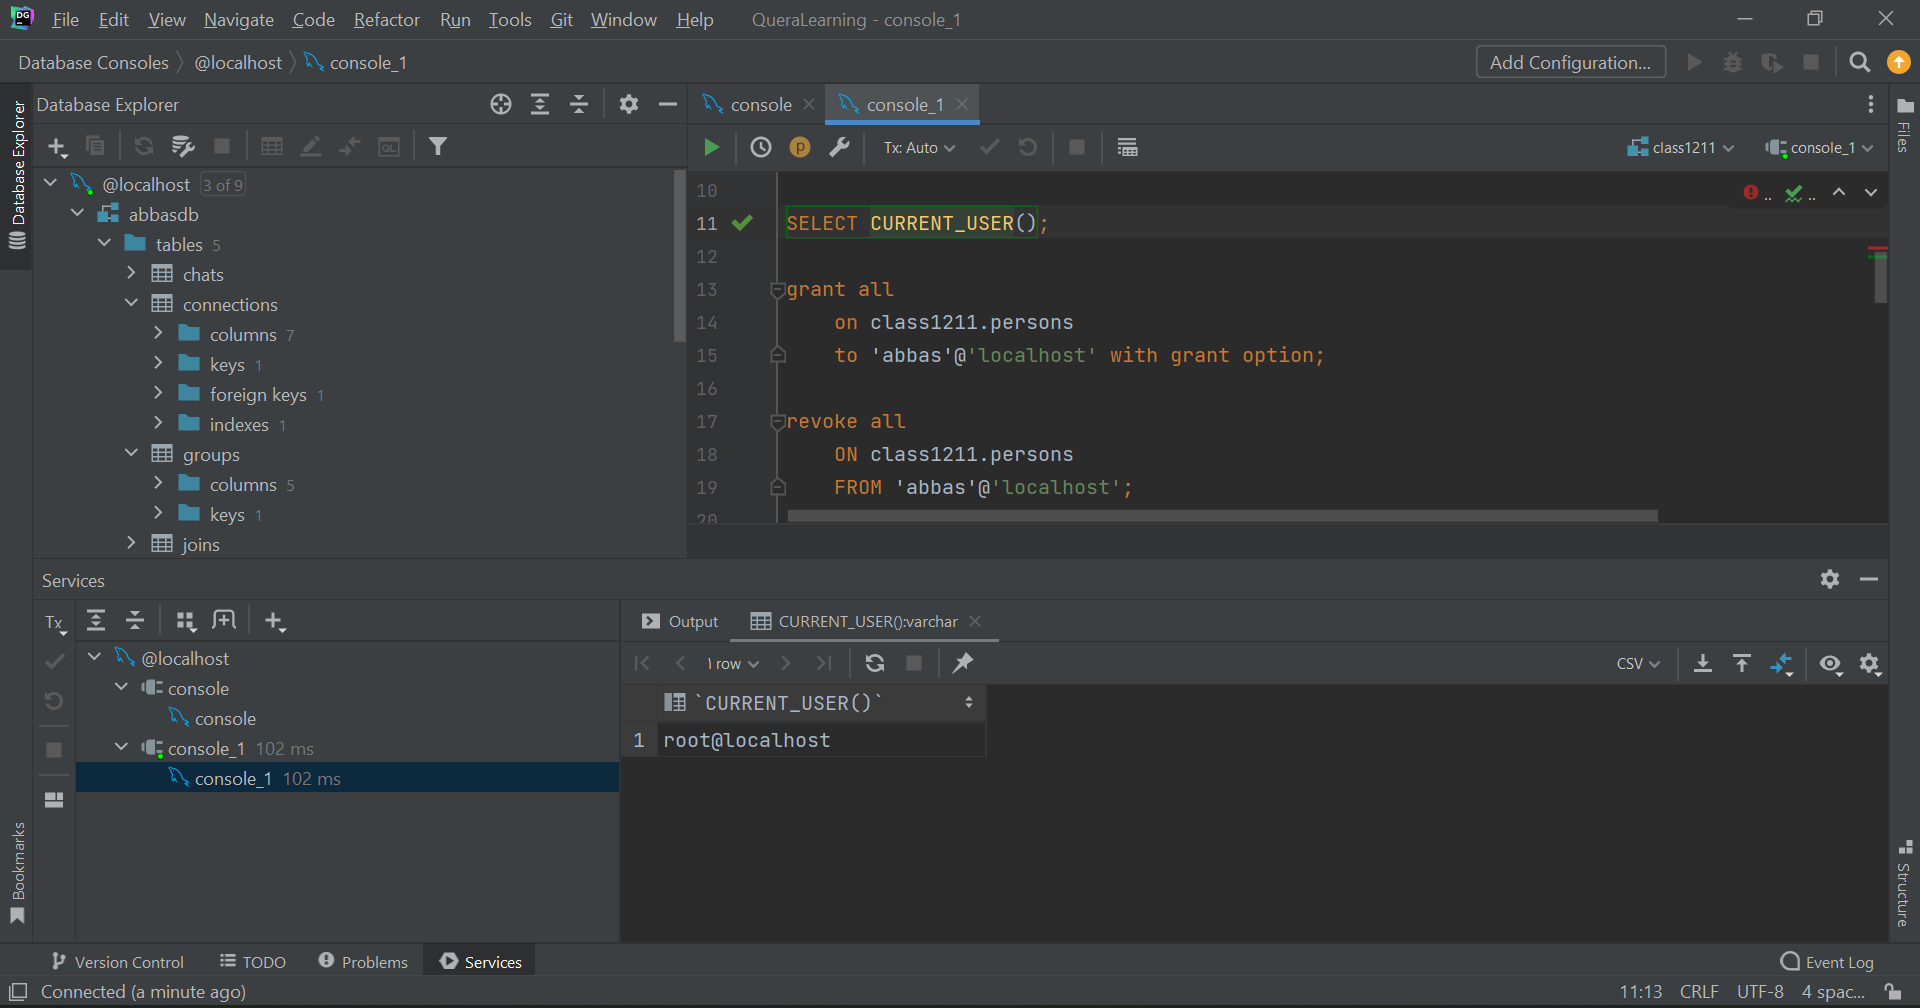 DG
File Edit View Navigate Code Refactor Run Tools Git Window Help QueraLearning - console_1
Database Consoles @localhost console_1 Add Configuration...
Database Explorer
Database Explorer
console
console_1
Files
QL
p
Tx: Auto
class1211
console_1
@localhost 3 of 9
abbasdb
tables 5
chats
connections
columns 7
keys 1
foreign keys 1
indexes 1
groups
columns 5
keys 1
joins
10
11 SELECT CURRENT_USER();
12
13 grant all
14 on class1211.persons
15 to 'abbas'@'localhost' with grant option;
16
17 revoke all
18 ON class1211.persons
19 FROM 'abbas'@'localhost';
20
.. ..
Services
Tx
@localhost
console
console
console_1 102 ms
console_1 102 ms
Output CURRENT_USER():varchar
1 row CSV
`CURRENT_USER()`
1 root@localhost
Bookmarks
Structure
Version Control TODO Problems Services Event Log
Connected (a minute ago) 11:13 CRLF UTF-8 4 spac...